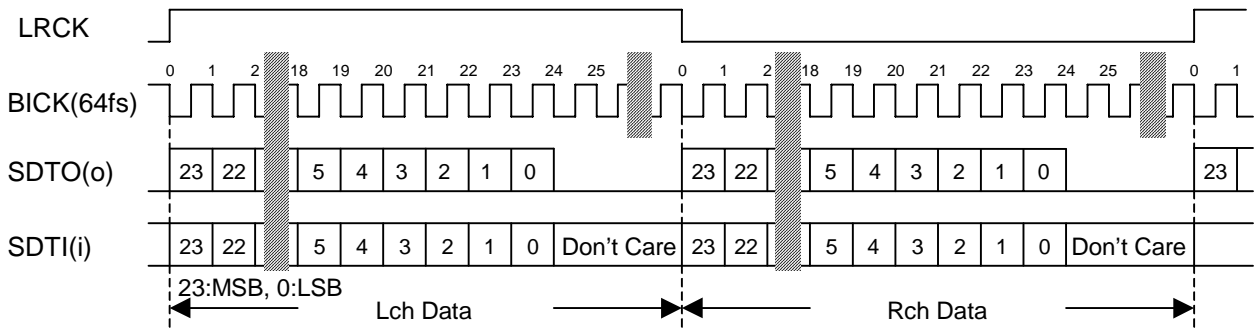 LRCK
0 1 2 18 19 20 21 22 23 24 25 0 1 2 18 19 20 21 22 23 24 25 0 1
BICK(64fs)
SDTO(o) 23 22 5 4 3 2 1 0 23 22 5 4 3 2 1 0 23
SDTI(i) 23 22 5 4 3 2 1 0 Don't Care 23 22 5 4 3 2 1 0 Don't Care
23:MSB, 0:LSB
Lch Data Rch Data